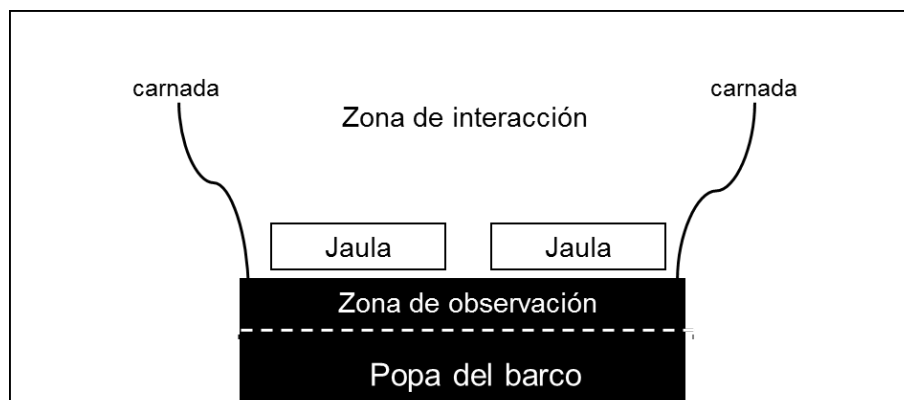 carnada
carnada
Zona de interacción
Jaula
Jaula
Zona de observación
Popa del barco